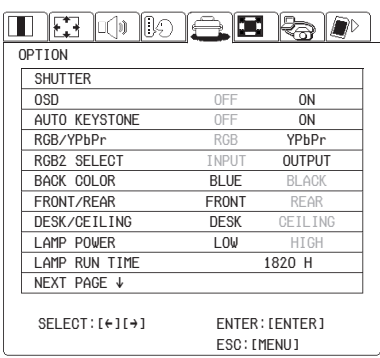 OPTION
SHUTTER
OSD OFF ON
AUTO KEYSTONE OFF ON
RGB/YPbPr RGB YPbPr
RGB2 SELECT INPUT OUTPUT
BACK COLOR BLUE BLACK
FRONT/REAR FRONT REAR
DESK/CEILING DESK CEILING
LAMP POWER LOW HIGH
LAMP RUN TIME 1820 H
NEXT PAGE ↓
SELECT:[←][→] ENTER:[ENTER]
ESC:[MENU]